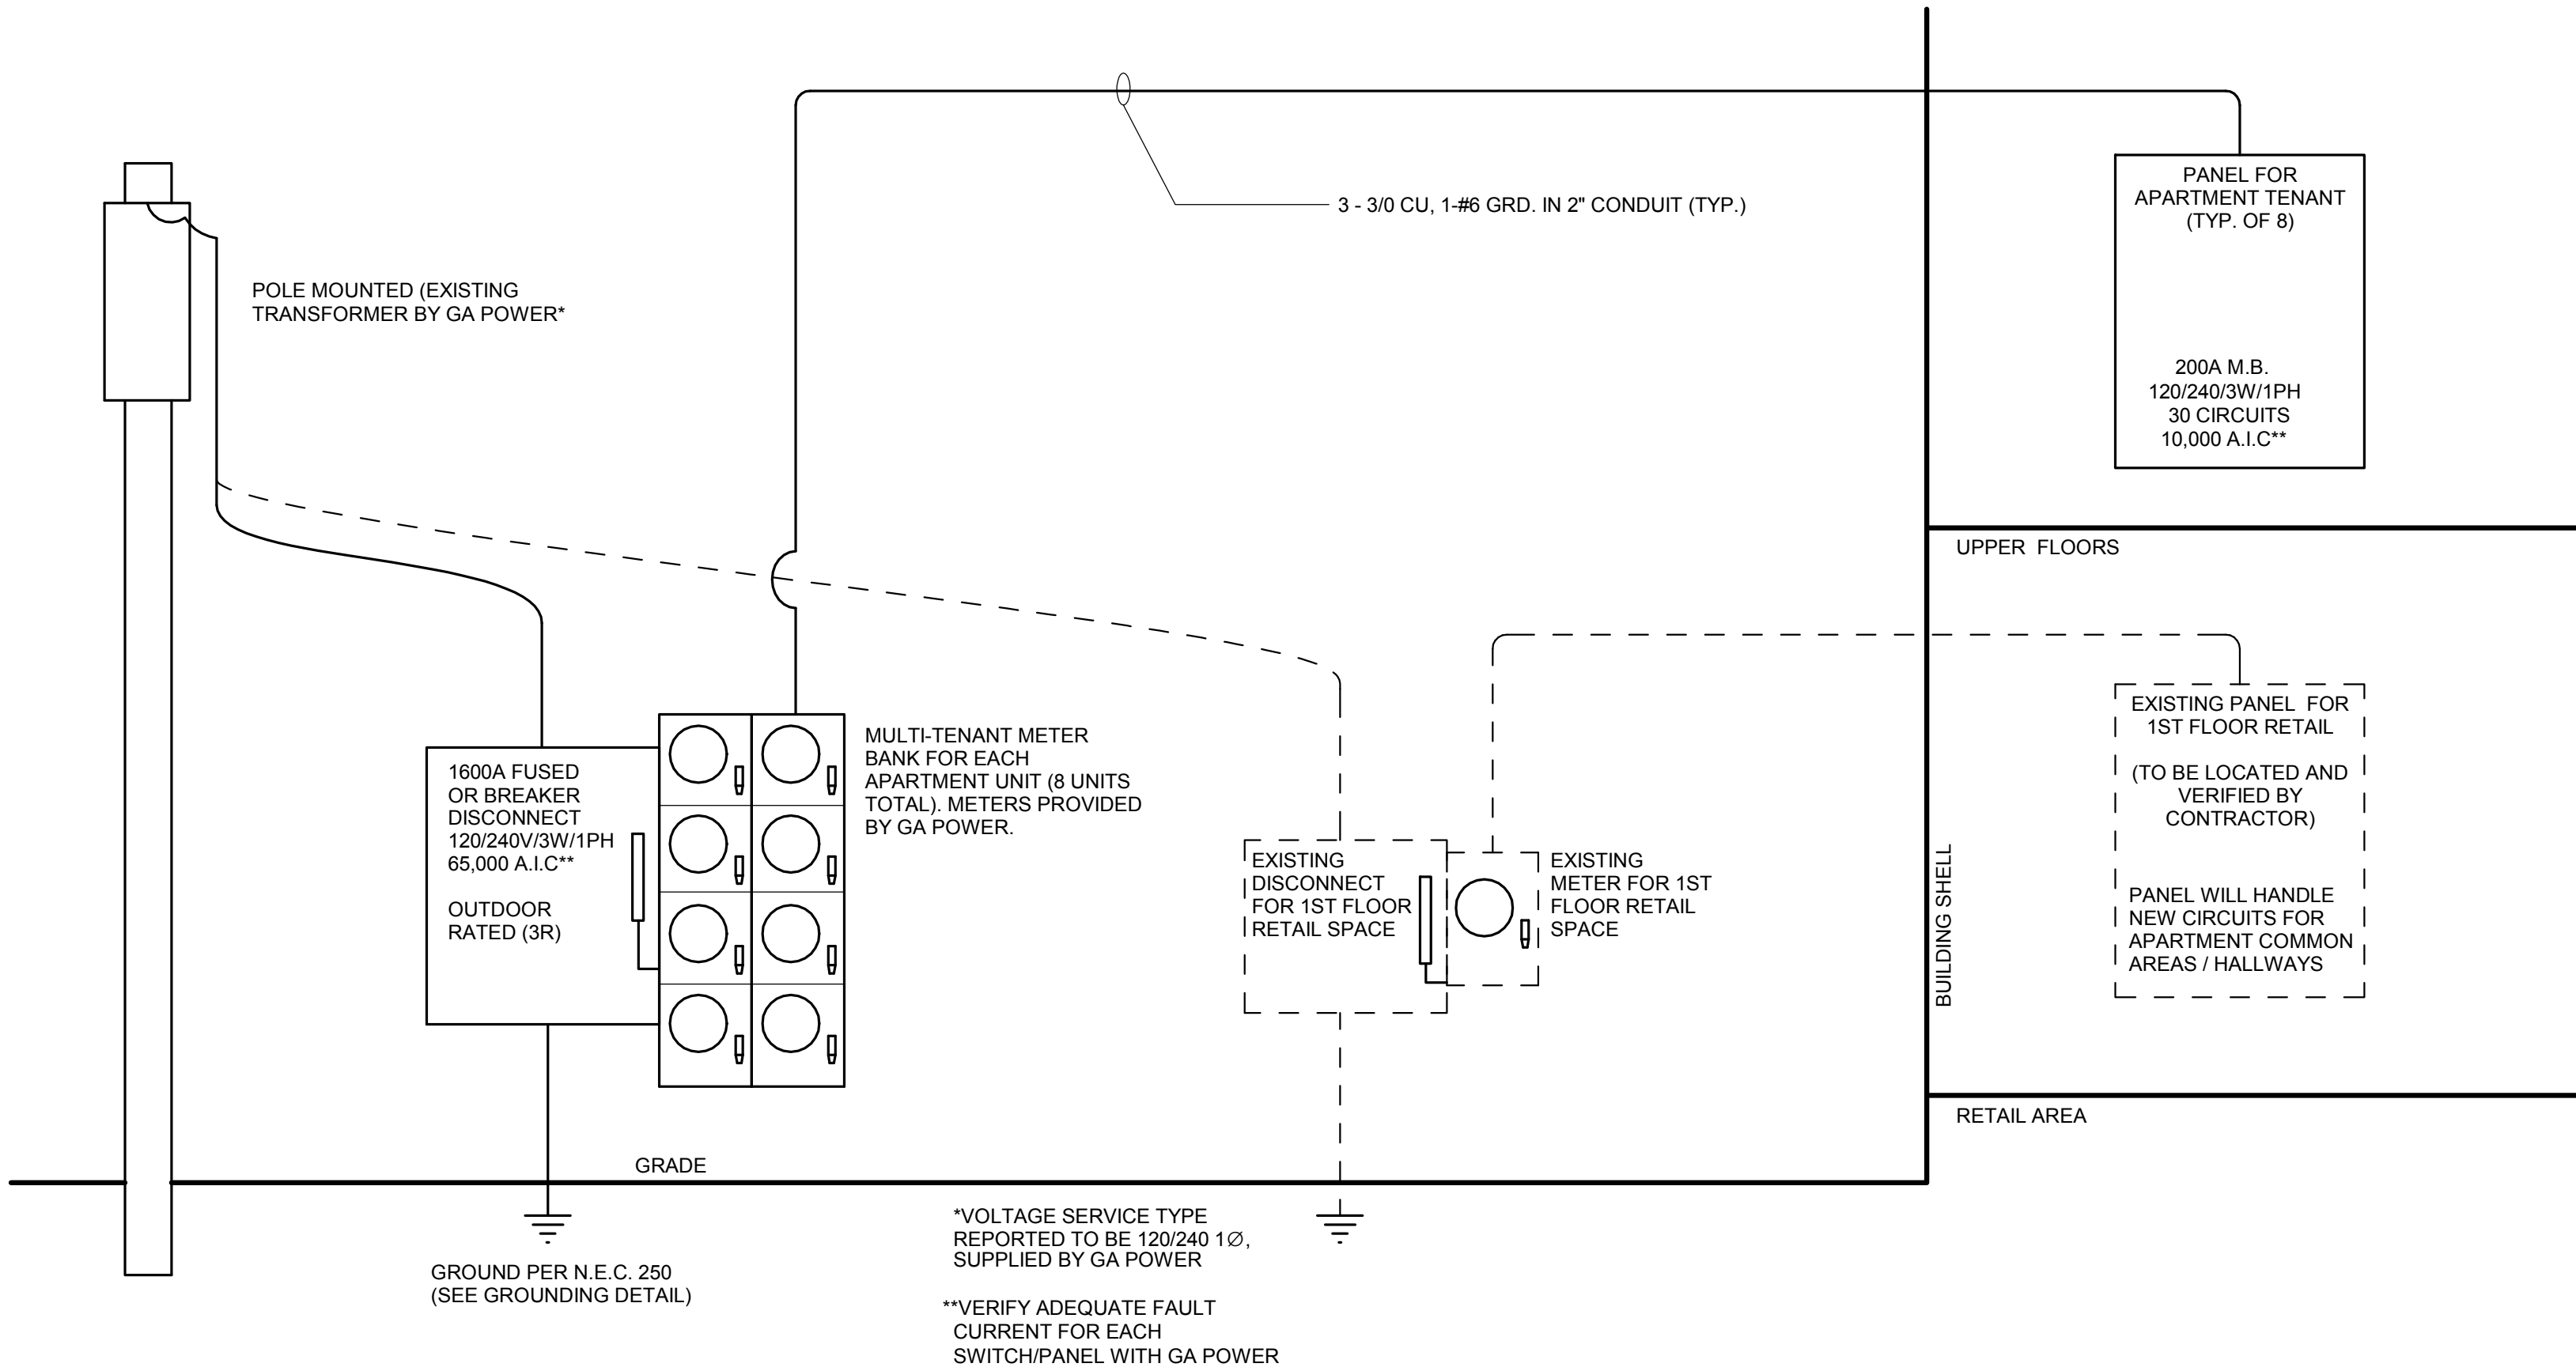 3 - 3/0 CU, 1-#6 GRD. IN 2" CONDUIT (TYP.)
PANEL FOR
APARTMENT TENANT
(TYP. OF 8)
200A M.B.
120/240/3W/1PH
30 CIRCUITS
10,000 A.I.C**
POLE MOUNTED (EXISTING
TRANSFORMER BY GA POWER*
UPPER FLOORS
1600A FUSED
OR BREAKER
DISCONNECT
120/240V/3W/1PH
65,000 A.I.C**
OUTDOOR
RATED (3R)
MULTI-TENANT METER
BANK FOR EACH
APARTMENT UNIT (8 UNITS
TOTAL). METERS PROVIDED
BY GA POWER.
EXISTING
DISCONNECT
FOR 1ST FLOOR
RETAIL SPACE
EXISTING
METER FOR 1ST
FLOOR RETAIL
SPACE
BUILDING SHELL
EXISTING PANEL FOR
1ST FLOOR RETAIL
(TO BE LOCATED AND
VERIFIED BY
CONTRACTOR)
PANEL WILL HANDLE
NEW CIRCUITS FOR
APARTMENT COMMON
AREAS / HALLWAYS
RETAIL AREA
GRADE
GROUND PER N.E.C. 250
(SEE GROUNDING DETAIL)
*VOLTAGE SERVICE TYPE
REPORTED TO BE 120/240 1∅,
SUPPLIED BY GA POWER
**VERIFY ADEQUATE FAULT
CURRENT FOR EACH
SWITCH/PANEL WITH GA POWER